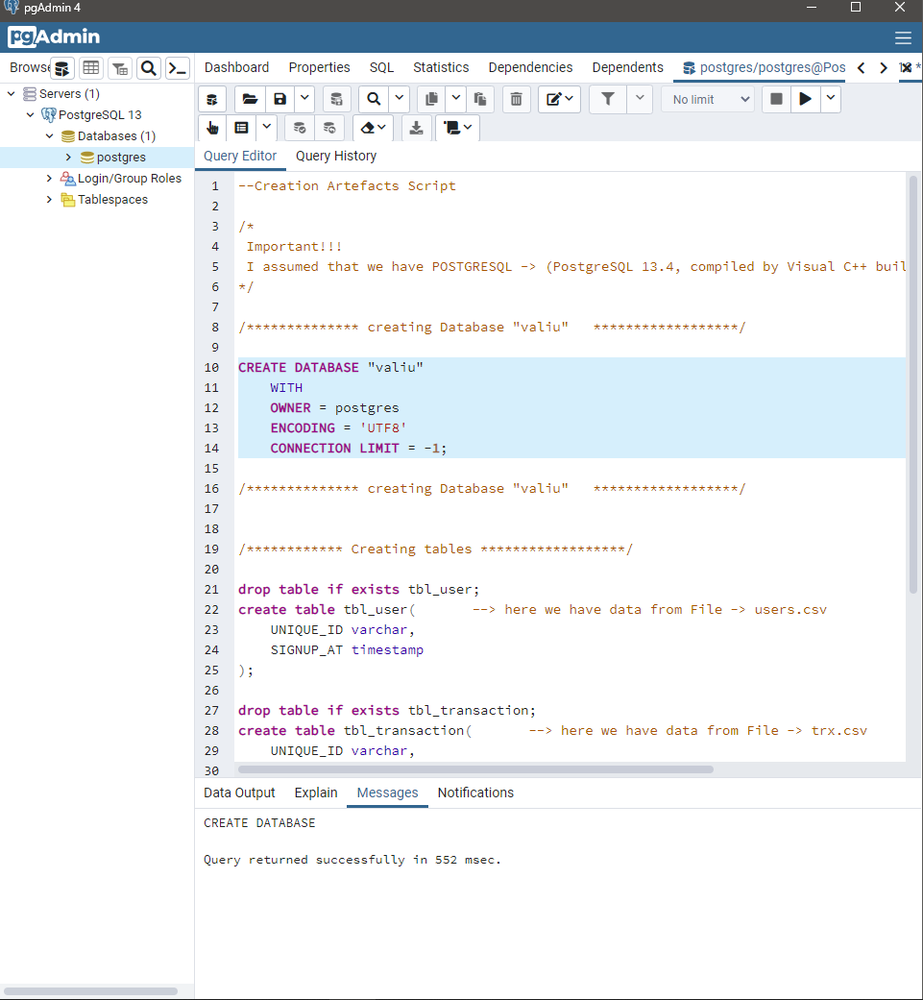 pgAdmin 4
pgAdmin
Browse
Dashboard Properties SQL Statistics Dependencies Dependents postgres/postgres@Pos
No limit
Servers (1)
PostgreSQL 13
Databases (1)
postgres
Login/Group Roles
Tablespaces
Query Editor Query History
1 --Creation Artefacts Script
2
3 /*
4 Important!!!
5 I assumed that we have POSTGRESQL -> (PostgreSQL 13.4, compiled by Visual C++ buil
6 */
7
8 /************** creating Database "valiu" ******************/
9
10 CREATE DATABASE "valiu"
11 WITH
12 OWNER = postgres
13 ENCODING = 'UTF8'
14 CONNECTION LIMIT = -1;
15
16 /************** creating Database "valiu" ******************/
17
18
19 /************ Creating tables ******************/
20
21 drop table if exists tbl_user;
22 create table tbl_user( --> here we have data from File -> users.csv
23 UNIQUE_ID varchar,
24 SIGNUP_AT timestamp
25 );
26
27 drop table if exists tbl_transaction;
28 create table tbl_transaction( --> here we have data from File -> trx.csv
29 UNIQUE_ID varchar,
30
Data Output Explain Messages Notifications
CREATE DATABASE
Query returned successfully in 552 msec.